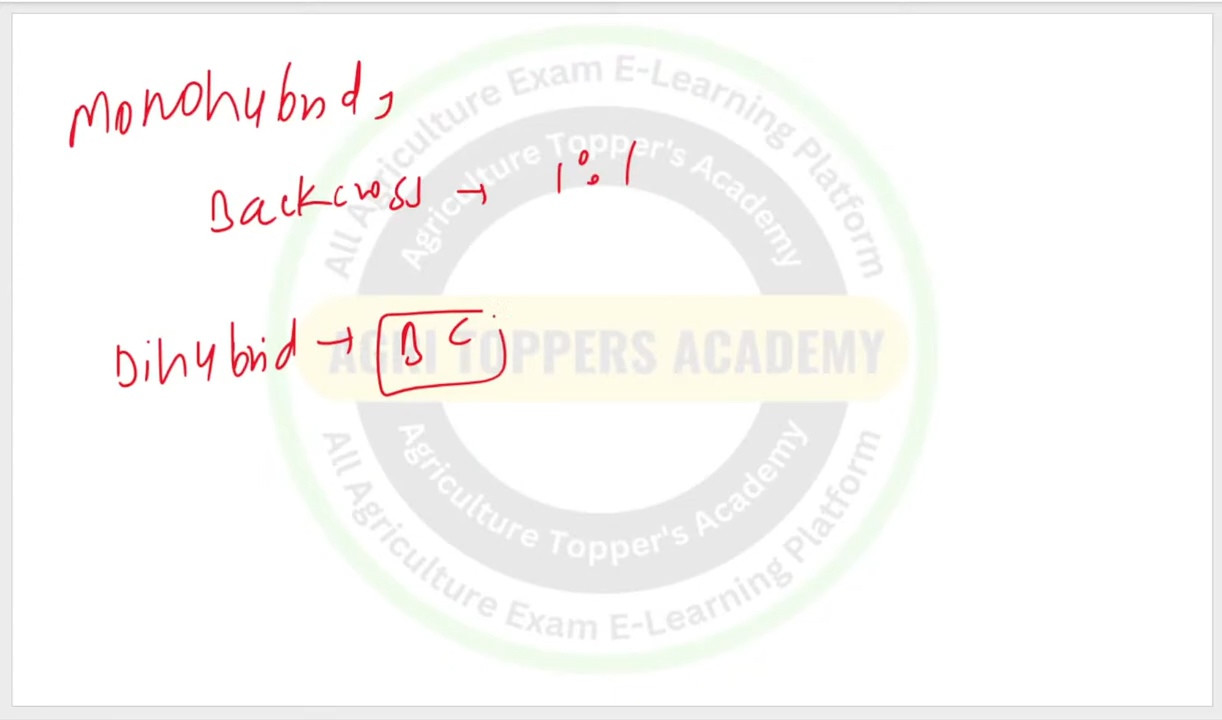 Monohybrid,
Backcross → 1:1
Dihybrid → BC
All Agriculture Exam E-Learning Platform
Agriculture Topper's Academy
AGRI TOPPERS ACADEMY
Agriculture Topper's Academy
All Agriculture Exam E-Learning Platform